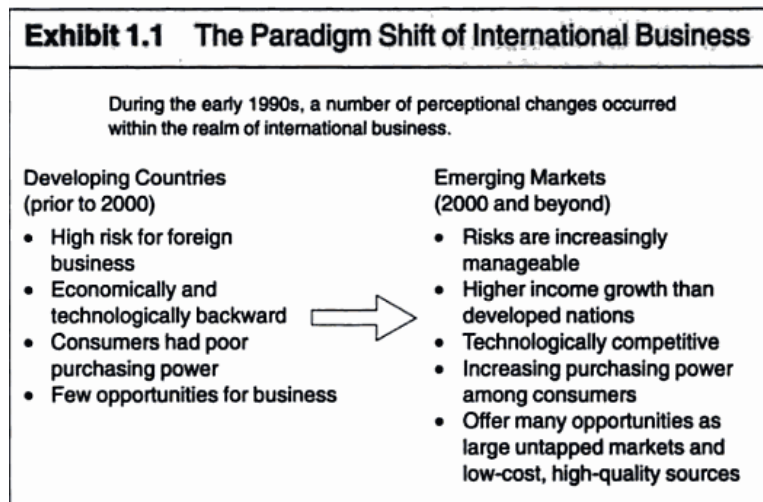 Exhibit 1.1 The Paradigm Shift of International Business
During the early 1990s, a number of perceptional changes occurred
within the realm of international business.
Developing Countries
(prior to 2000)
• High risk for foreign
business
• Economically and
technologically backward
• Consumers had poor
purchasing power
• Few opportunities for business
Emerging Markets
(2000 and beyond)
• Risks are increasingly
manageable
• Higher income growth than
developed nations
• Technologically competitive
• Increasing purchasing power
among consumers
• Offer many opportunities as
large untapped markets and
low-cost, high-quality sources